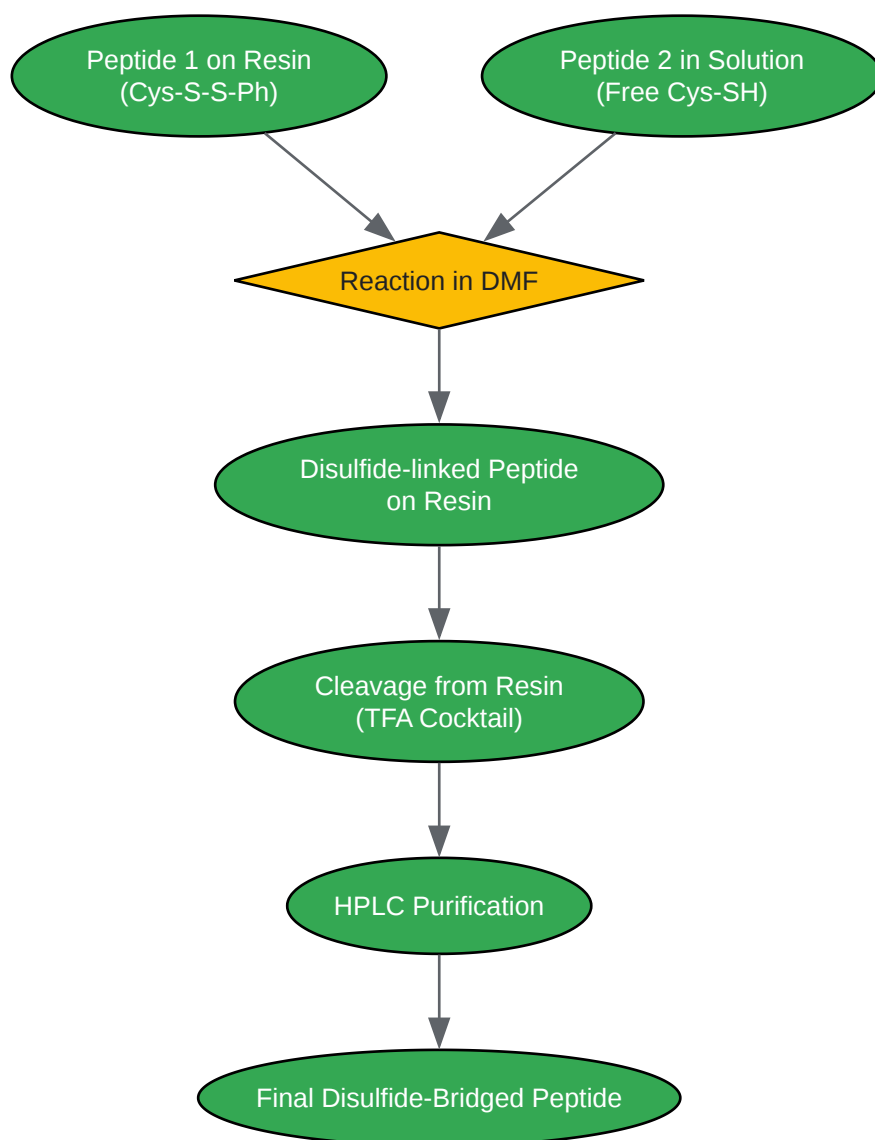 Peptide 1 on Resin
(Cys-S-S-Ph)
Peptide 2 in Solution
(Free Cys-SH)
Reaction in DMF
Disulfide-linked Peptide
on Resin
Cleavage from Resin
(TFA Cocktail)
HPLC Purification
Final Disulfide-Bridged Peptide